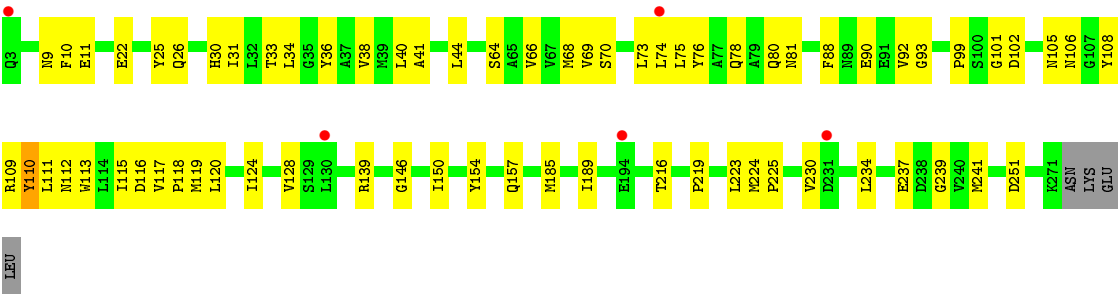 Q3 N9 F10 E11 E22 Y25 Q26 H30 I31 L32 T33 L34 G35 Y36 A37 V38 M39 L40 A41 L44 S64 A65 V66 V67 M68 V69 S70 L73 L74 L75 Y76 A77 Q78 A79 Q80 N81 F88 N89 E90 E91 V92 G93 P99 S100 G101 D102 N105 N106 G107 Y108
R109 Y110 L111 N112 W113 L114 I115 D116 V117 P118 M119 L120 I124 V128 S129 L130 R139 G146 I150 Y154 Q157 M185 I189 E194 T216 P219 L223 M224 P225 V230 D231 L234 E237 D238 G239 V240 M241 D251 K271 ASN LYS GLU
LEU